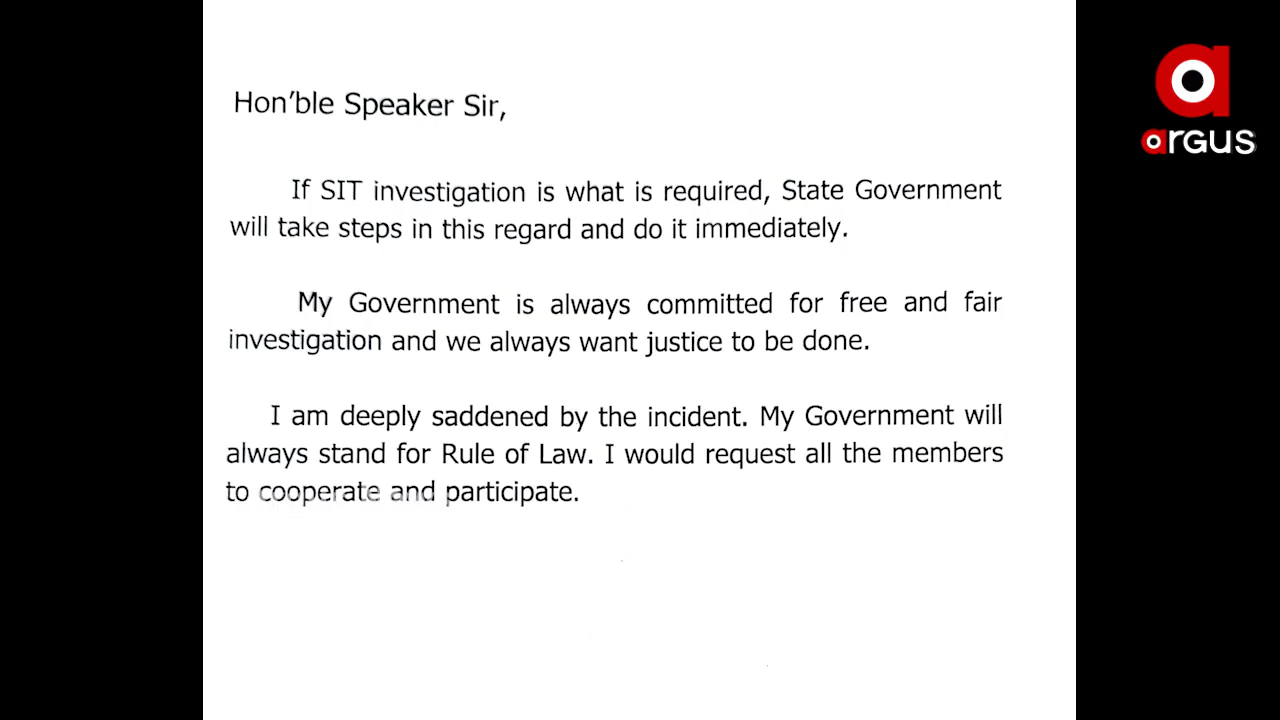 Hon'ble Speaker Sir,
If SIT investigation is what is required, State Government
will take steps in this regard and do it immediately.
My Government is always committed for free and fair
investigation and we always want justice to be done.
I am deeply saddened by the incident. My Government will
always stand for Rule of Law. I would request all the members
to cooperate and participate.
a
argus